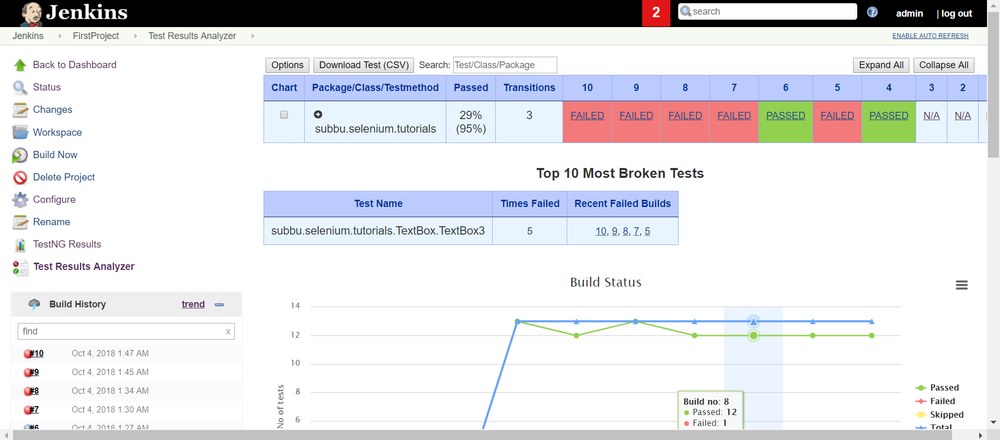 Jenkins
2
search
admin
| log out
Jenkins
FirstProject
Test Results Analyzer
ENABLE AUTO REFRESH
Back to Dashboard
Status
Changes
Workspace
Build Now
Delete Project
Configure
Rename
TestNG Results
Test Results Analyzer
Build History
trend
find
x
#10 Oct 4, 2018 1:47 AM
#9 Oct 4, 2018 1:45 AM
#8 Oct 4, 2018 1:34 AM
#7 Oct 4, 2018 1:30 AM
#6 Oct 4, 2018 1:27 AM
Options
Download Test (CSV)
Search: Test/Class/Package
Expand All
Collapse All
Chart Package/Class/Testmethod Passed Transitions 10 9 8 7 6 5 4 3 2
subbu.selenium.tutorials 29% (95%) 3 FAILED FAILED FAILED FAILED PASSED FAILED PASSED N/A N/A
Top 10 Most Broken Tests
Test Name Times Failed Recent Failed Builds
subbu.selenium.tutorials.TextBox.TextBox3 5 10, 9, 8, 7, 5
Build Status
14
12
10
8
6
No of tests
Build no: 8
Passed: 12
Failed: 1
Passed
Failed
Skipped
Total